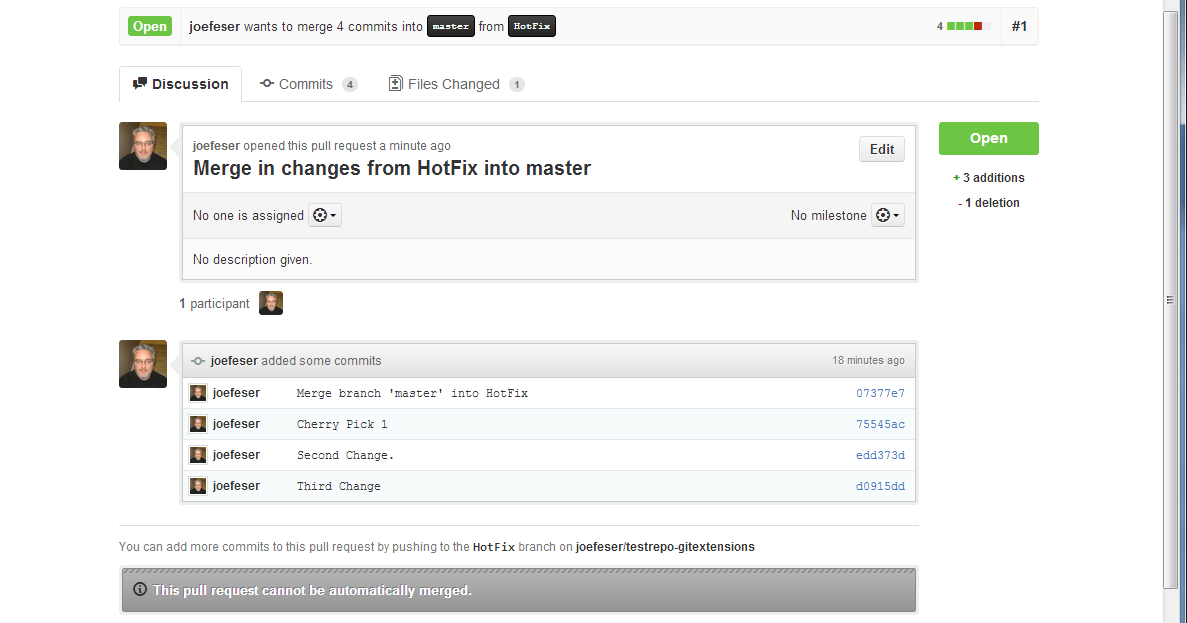 Open joefeser wants to merge 4 commits into master from HotFix 4 #1
Discussion Commits 4 Files Changed 1
joefeser opened this pull request a minute ago
Merge in changes from HotFix into master
Edit
Open
+ 3 additions
- 1 deletion
No one is assigned No milestone
No description given.
1 participant
joefeser added some commits 18 minutes ago
joefeser Merge branch 'master' into HotFix 07377e7
joefeser Cherry Pick 1 75545ac
joefeser Second Change. edd373d
joefeser Third Change d0915dd
You can add more commits to this pull request by pushing to the HotFix branch on joefeser/testrepo-gitextensions
This pull request cannot be automatically merged.